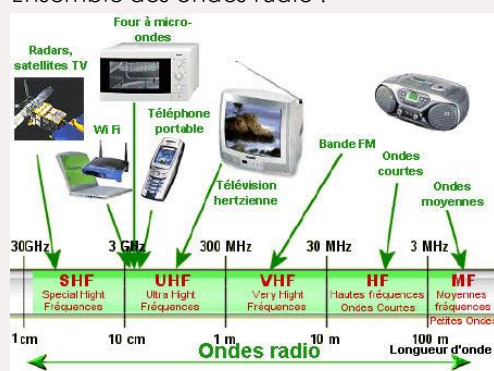 Ensemble des ondes radio :
Four à micro-
ondes
Radars,
satellites TV
Wi Fi
Téléphone
portable
Télévision
hertzienne
Bande FM
Ondes
courtes
Ondes
moyennes
30GHz 3 GHz 300 MHz 30 MHz 3 MHz
SHF UHF VHF HF MF
Special Hight Ultra Hight Very Hight Hautes fréquences Moyennes
Fréquences Fréquences Fréquences Ondes Courtes fréquences
Petites Ondes
1cm 10 cm 1 m 10 m 100 m
Ondes radio Longueur d'onde